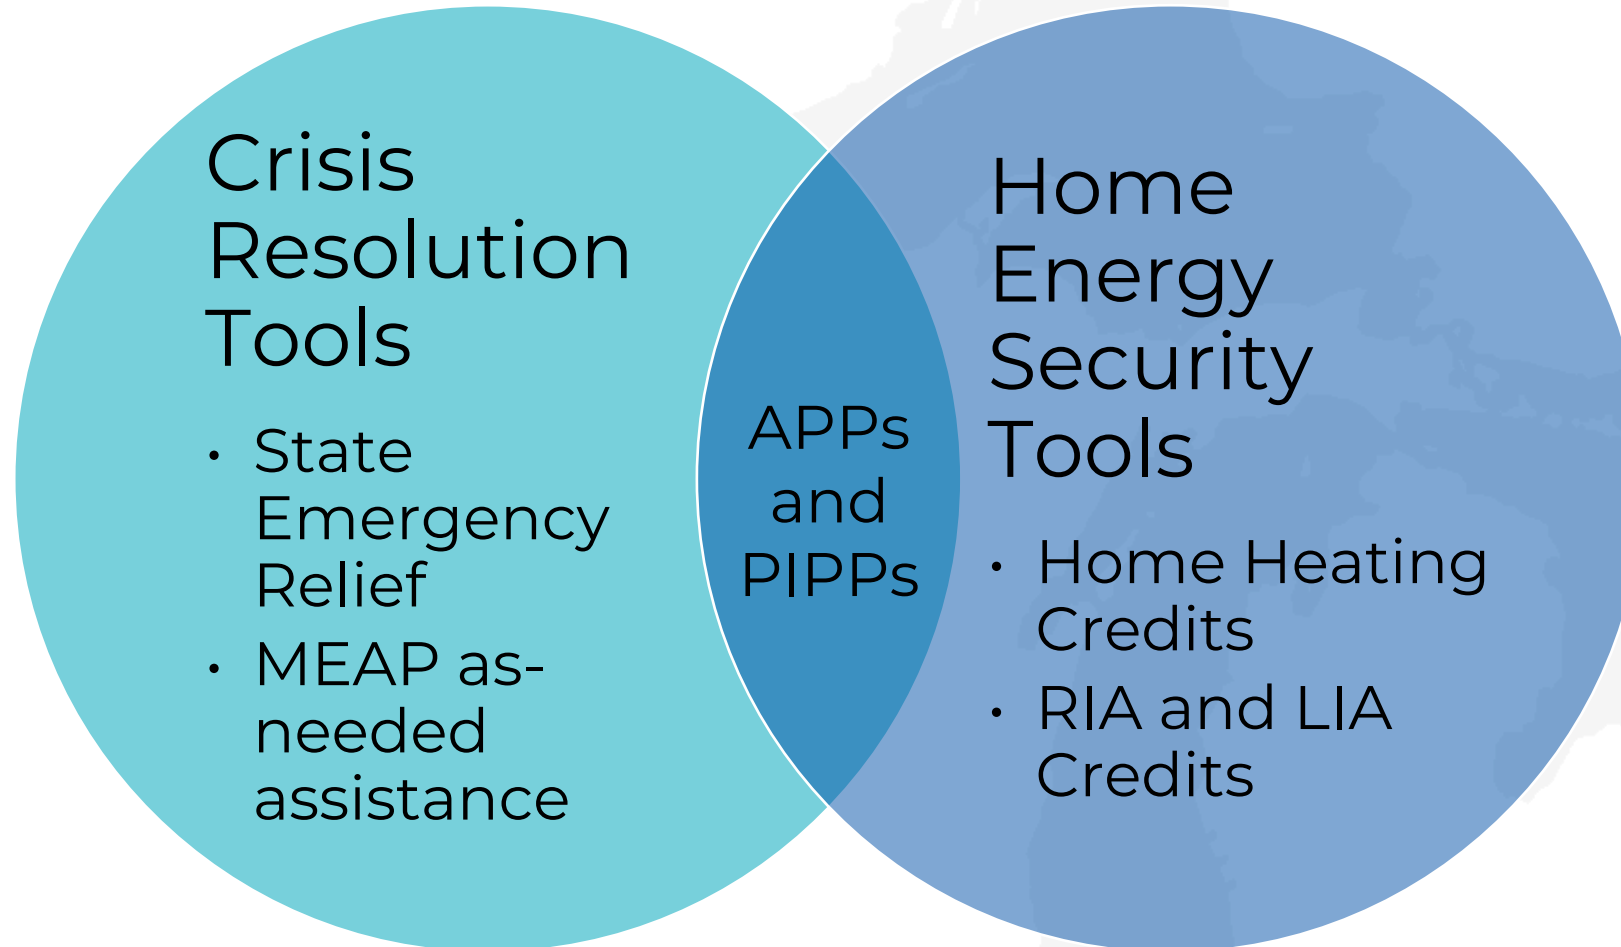 Crisis
Resolution
Tools
• State
Emergency
Relief
• MEAP as-
needed
assistance
APPs
and
PIPPs
Home
Energy
Security
Tools
• Home Heating
Credits
• RIA and LIA
Credits